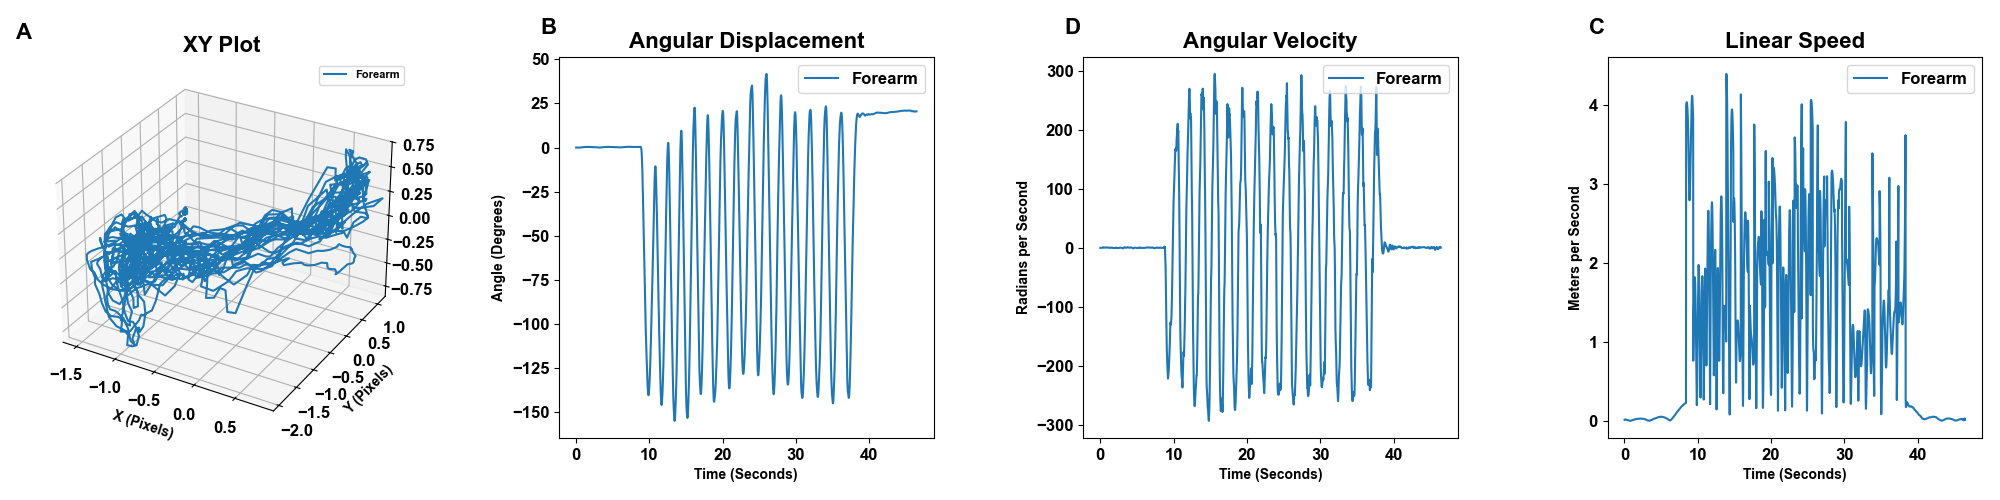 A
XY Plot
Forearm
0.75
0.50
0.25
0.00
−0.25
−0.50
−0.75
1.0
0.5
0.0
−0.5
−1.0
−1.5
−2.0
Y (Pixels)
−1.5
−1.0
−0.5
0.0
0.5
X (Pixels)
B
Angular Displacement
Forearm
50
25
0
−25
−50
−75
−100
−125
−150
Angle (Degrees)
0 10 20 30 40
Time (Seconds)
D
Angular Velocity
Forearm
300
200
100
0
−100
−200
−300
Radians per Second
0 10 20 30 40
Time (Seconds)
C
Linear Speed
Forearm
4
3
2
1
0
Meters per Second
0 10 20 30 40
Time (Seconds)